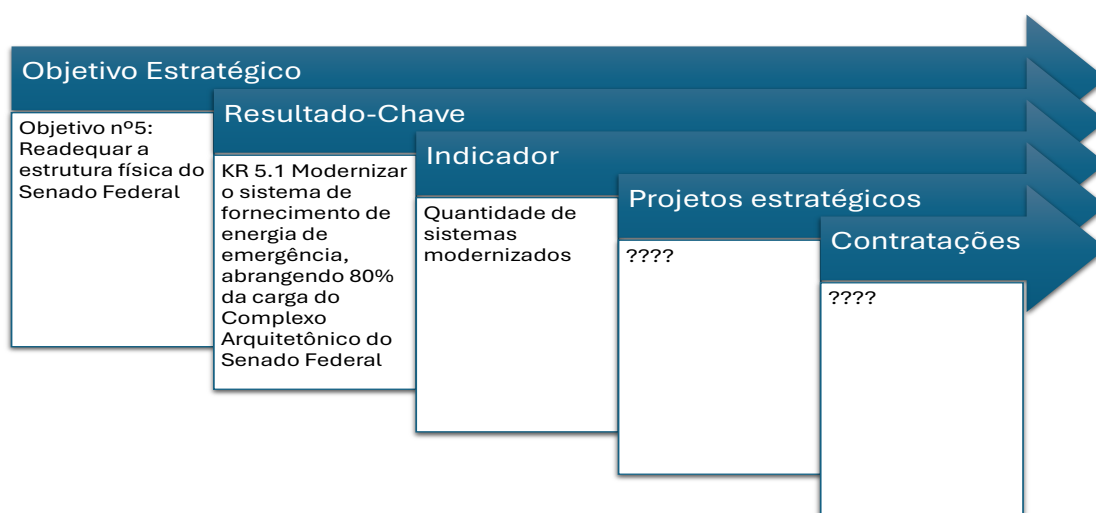 Objetivo Estratégico
Objetivo nº5:
Readequar a
estrutura física do
Senado Federal
Resultado-Chave
KR 5.1 Modernizar
o sistema de
fornecimento de
energia de
emergência,
abrangendo 80%
da carga do
Complexo
Arquitetônico do
Senado Federal
Indicador
Quantidade de
sistemas
modernizados
Projetos estratégicos
????
Contratações
????